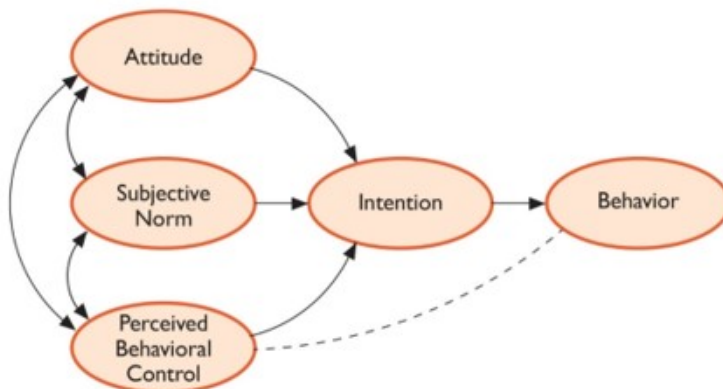 Attitude
Subjective
Norm
Intention
Behavior
Perceived
Behavioral
Control